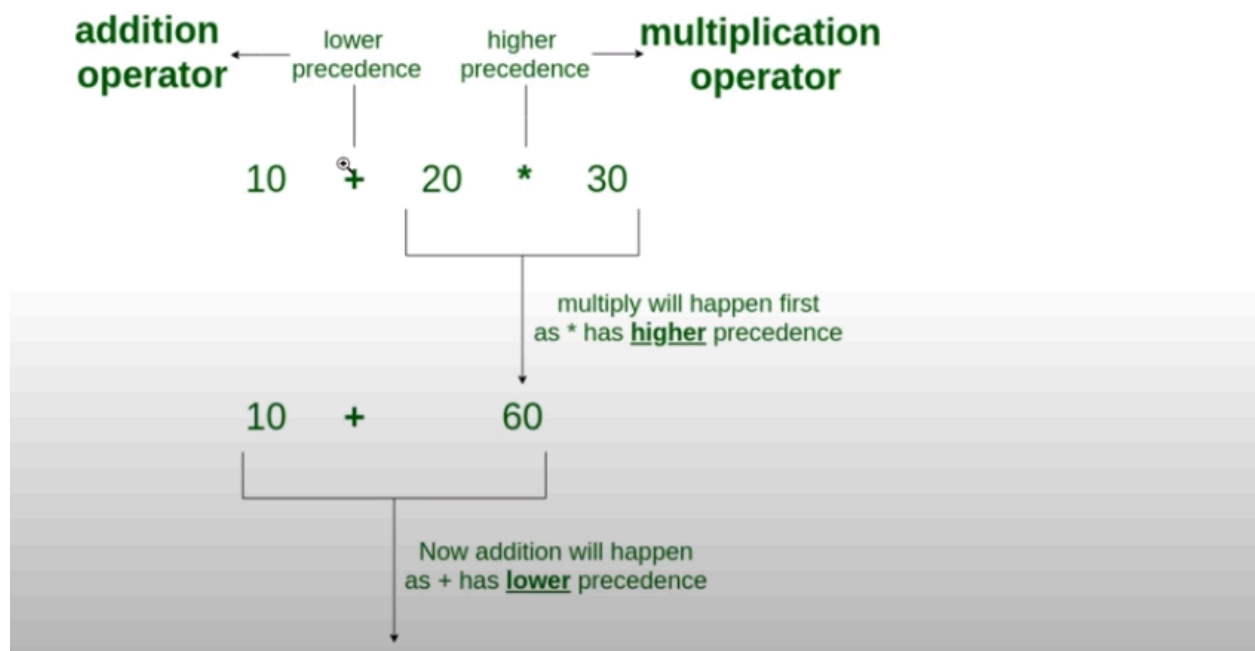 addition
operator
lower
precedence
higher
precedence
multiplication
operator
10 + 20 * 30
multiply will happen first
as * has higher precedence
10 + 60
Now addition will happen
as + has lower precedence